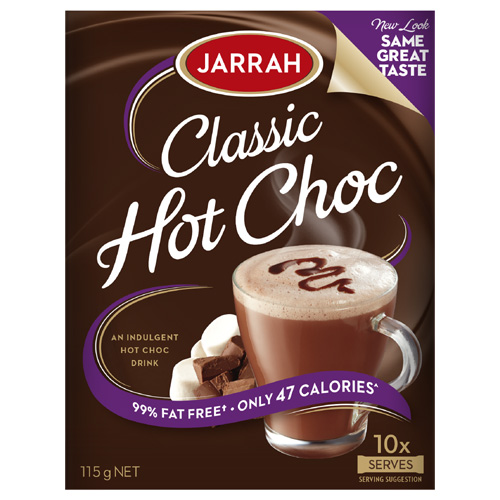 New Look
SAME
GREAT
TASTE
JARRAH
Classic
Hot Choc
AN INDULGENT
HOT CHOC
DRINK
99% FAT FREE† • ONLY 47 CALORIES^
10x
SERVES
SERVING SUGGESTION
115g NET